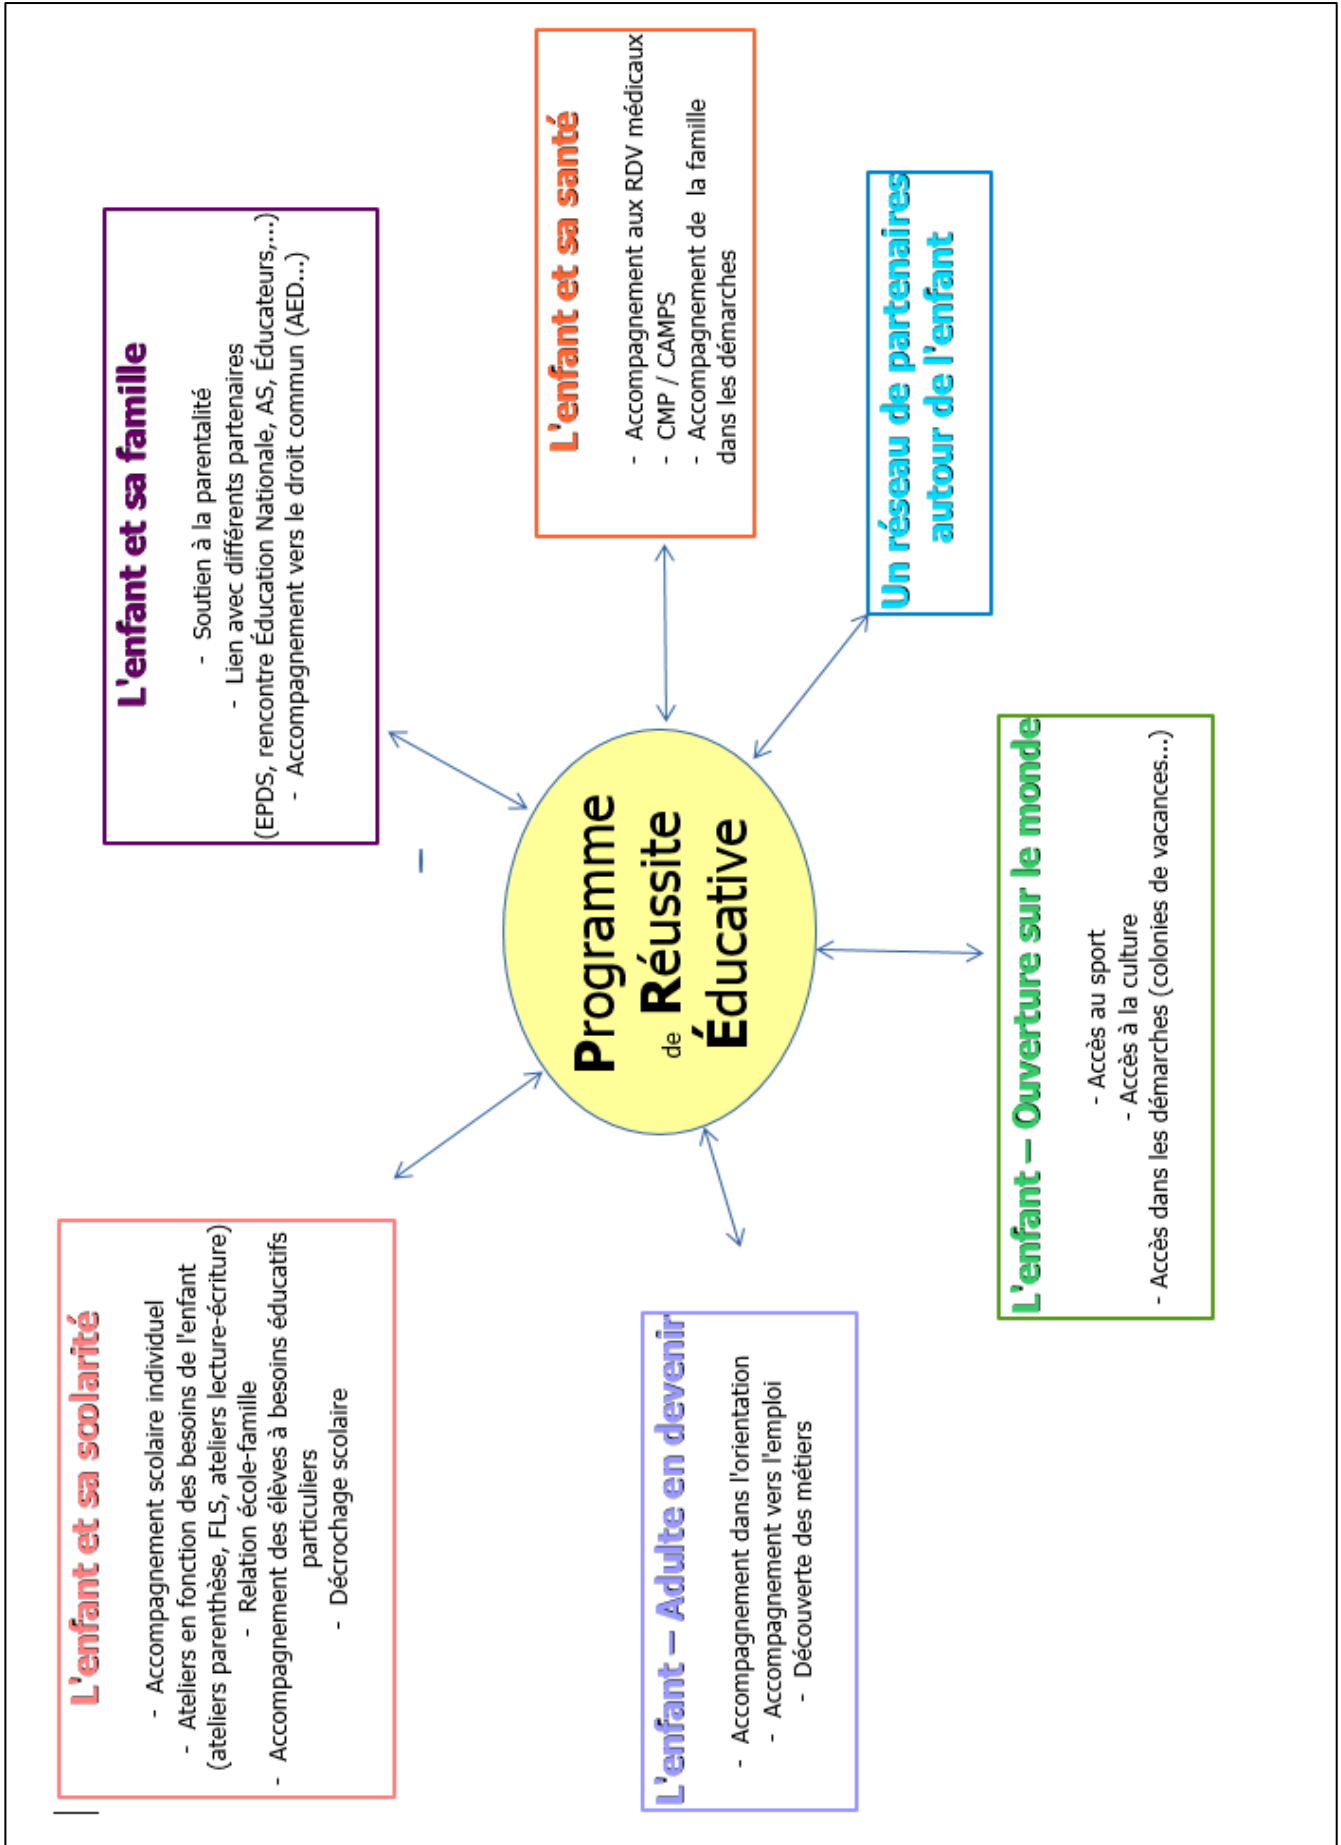 L'enfant et sa scolarité
- Accompagnement scolaire individuel
- Ateliers en fonction des besoins de l'enfant
(ateliers parenthèse, FLS, ateliers lecture-écriture)
- Relation école-famille
- Accompagnement des élèves à besoins éducatifs
particuliers
- Décrochage scolaire
L'enfant et sa famille
- Soutien à la parentalité
- Lien avec différents partenaires
(EPDS, rencontre Éducation Nationale, AS, Éducateurs,...)
- Accompagnement vers le droit commun (AED...)
–
Programme
de Réussite
Éducative
L'enfant et sa santé
- Accompagnement aux RDV médicaux
- CMP / CAMPS
- Accompagnement de la famille
dans les démarches
L'enfant – Adulte en devenir
- Accompagnement dans l'orientation
- Accompagnement vers l'emploi
- Découverte des métiers
Un réseau de partenaires
autour de l'enfant
L'enfant – Ouverture sur le monde
- Accès au sport
- Accès à la culture
- Accès dans les démarches (colonies de vacances...)